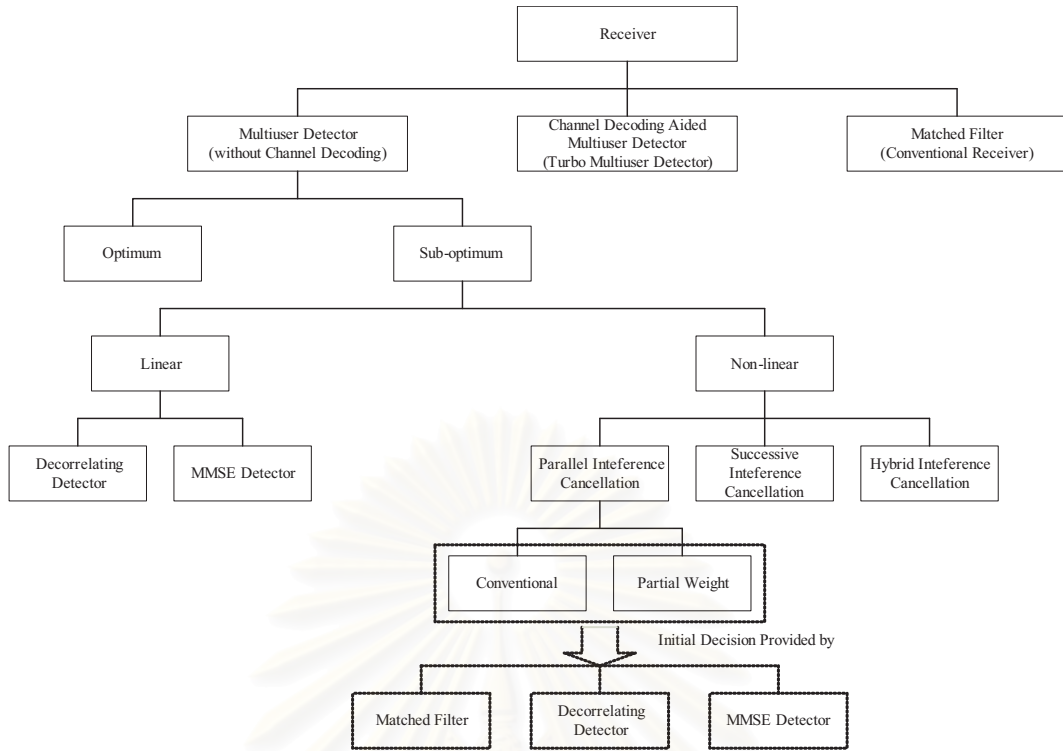 Receiver
Multiuser Detector
(without Channel Decoding)
Channel Decoding Aided
Multiuser Detector
(Turbo Multiuser Detector)
Matched Filter
(Conventional Receiver)
Optimum
Sub-optimum
Linear
Non-linear
Decorrelating
Detector
MMSE Detector
Parallel Inteference
Cancellation
Successive
Inteference
Cancellation
Hybrid Inteference
Cancellation
Conventional
Partial Weight
Initial Decision Provided by
Matched Filter
Decorrelating
Detector
MMSE Detector